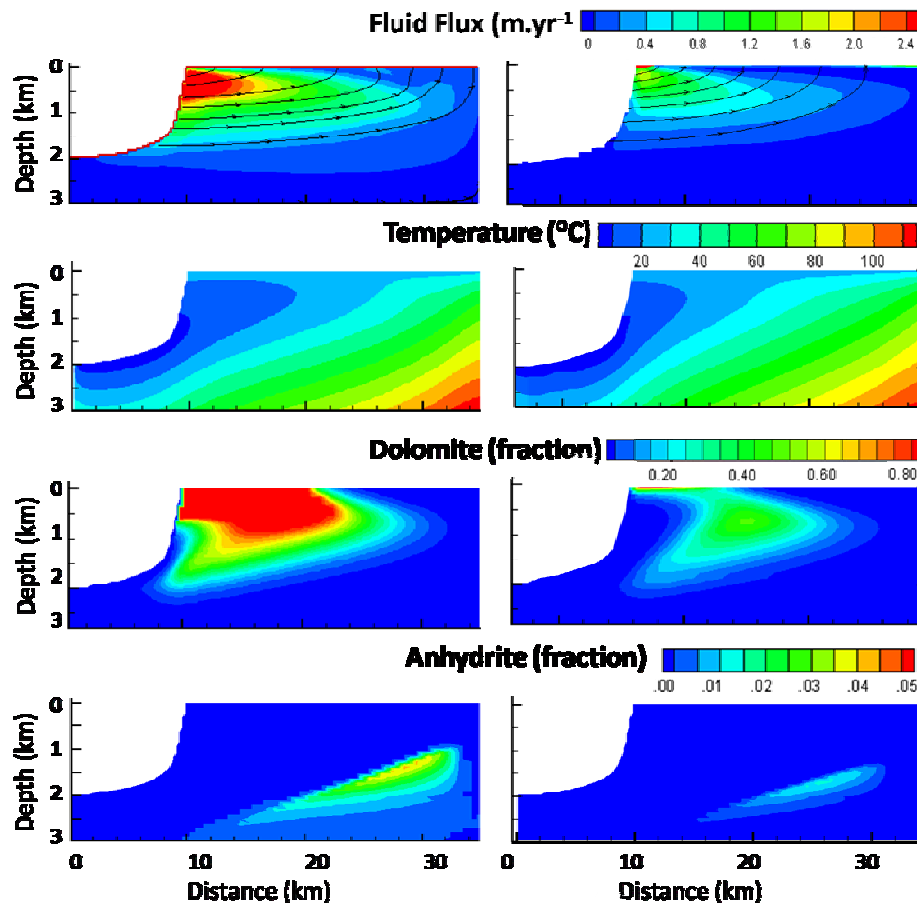 Fluid Flux (m.yr⁻¹
0 0.4 0.8 1.2 1.6 2.0 2.4
Depth (km)
0
1
2
3
Temperature (⁰C)
20 40 60 80 100
Depth (km)
0
1
2
3
Dolomite (fraction)
0.20 0.40 0.60 0.80
Depth (km)
0
1
2
3
Anhydrite (fraction)
.00 .01 .02 .03 .04 .05
Depth (km)
0
1
2
3
0 10 20 30
Distance (km)
0 10 20 30
Distance (km)